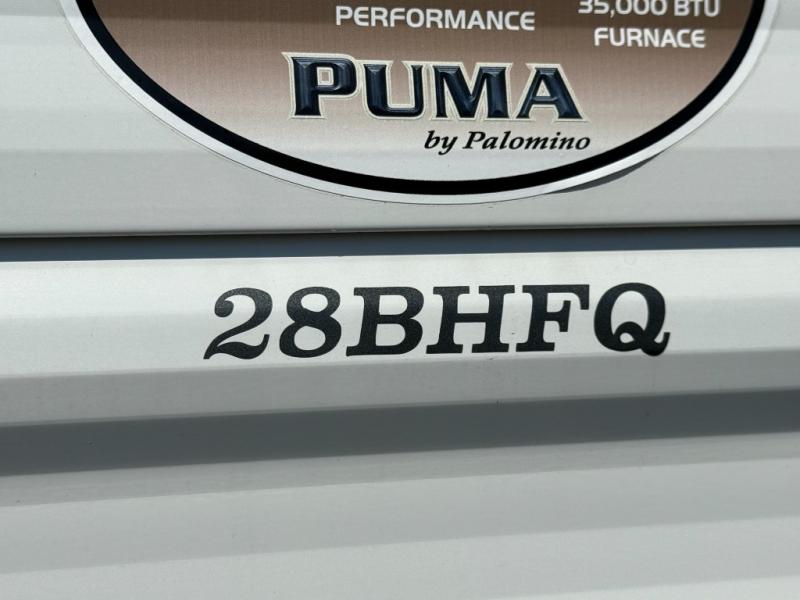 PERFORMANCE
35,000 BTU
FURNACE
PUMA
by Palomino
28BHFQ